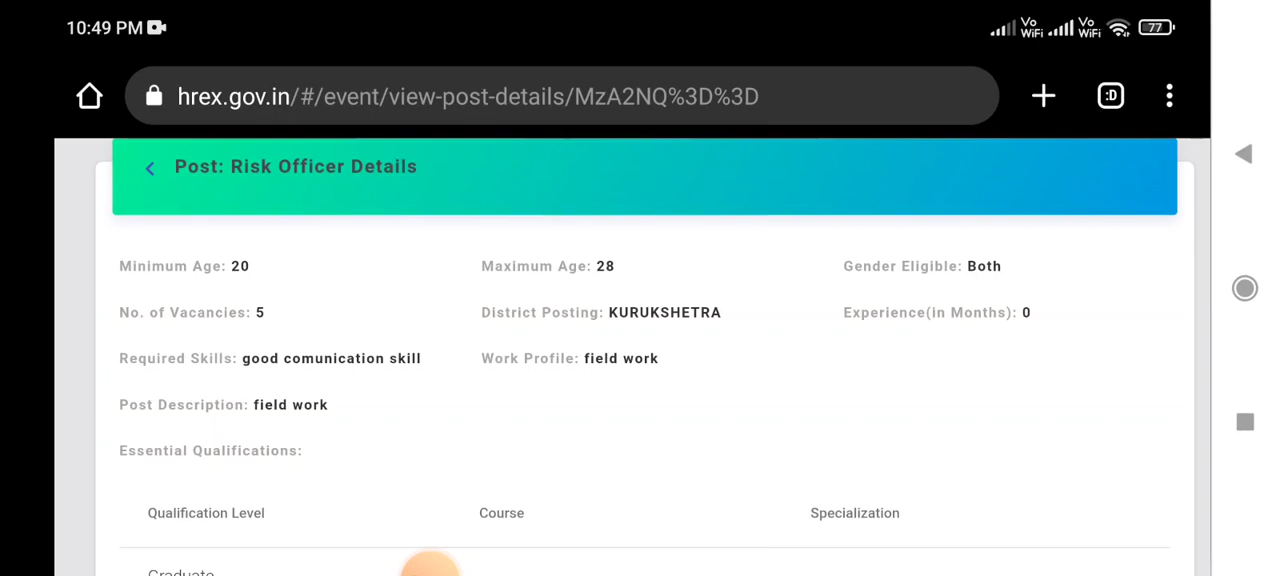 10:49 PM Vo WiFi Vo WiFi 77
hrex.gov.in/#/event/view-post-details/MzA2NQ%3D%3D :D
Post: Risk Officer Details
Minimum Age: 20 Maximum Age: 28 Gender Eligible: Both
No. of Vacancies: 5 District Posting: KURUKSHETRA Experience(in Months): 0
Required Skills: good comunication skill Work Profile: field work
Post Description: field work
Essential Qualifications:
Qualification Level Course Specialization
Graduate